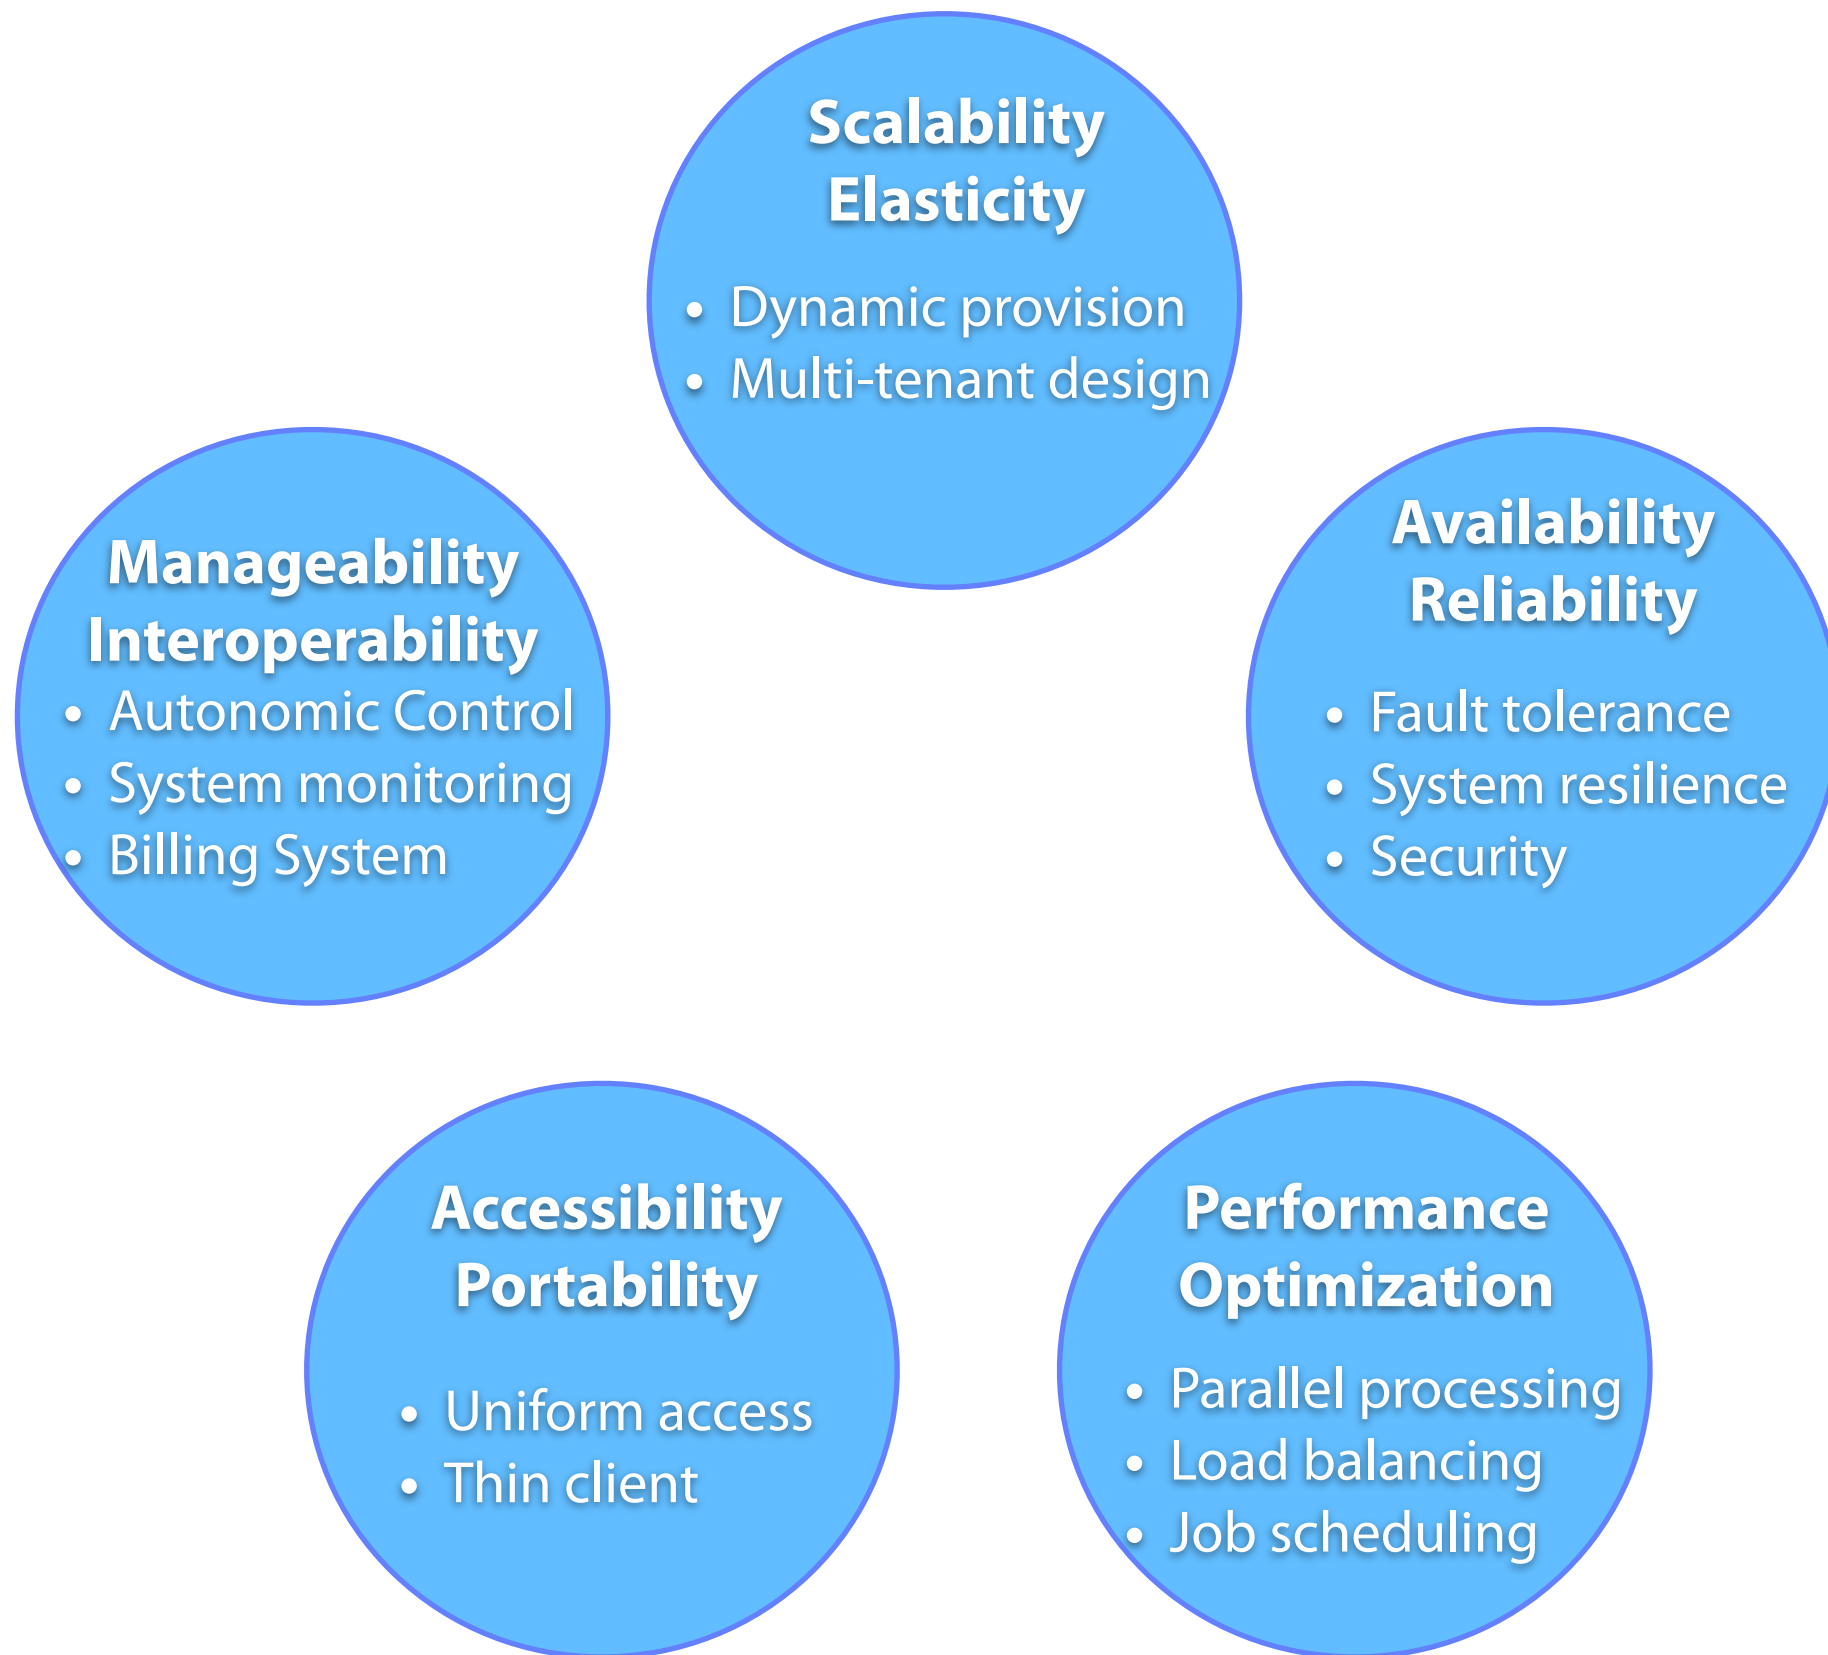 Scalability
Elasticity
• Dynamic provision
• Multi-tenant design
Manageability
Interoperability
• Autonomic Control
• System monitoring
• Billing System
Availability
Reliability
• Fault tolerance
• System resilience
• Security
Accessibility
Portability
• Uniform access
• Thin client
Performance
Optimization
• Parallel processing
• Load balancing
• Job scheduling